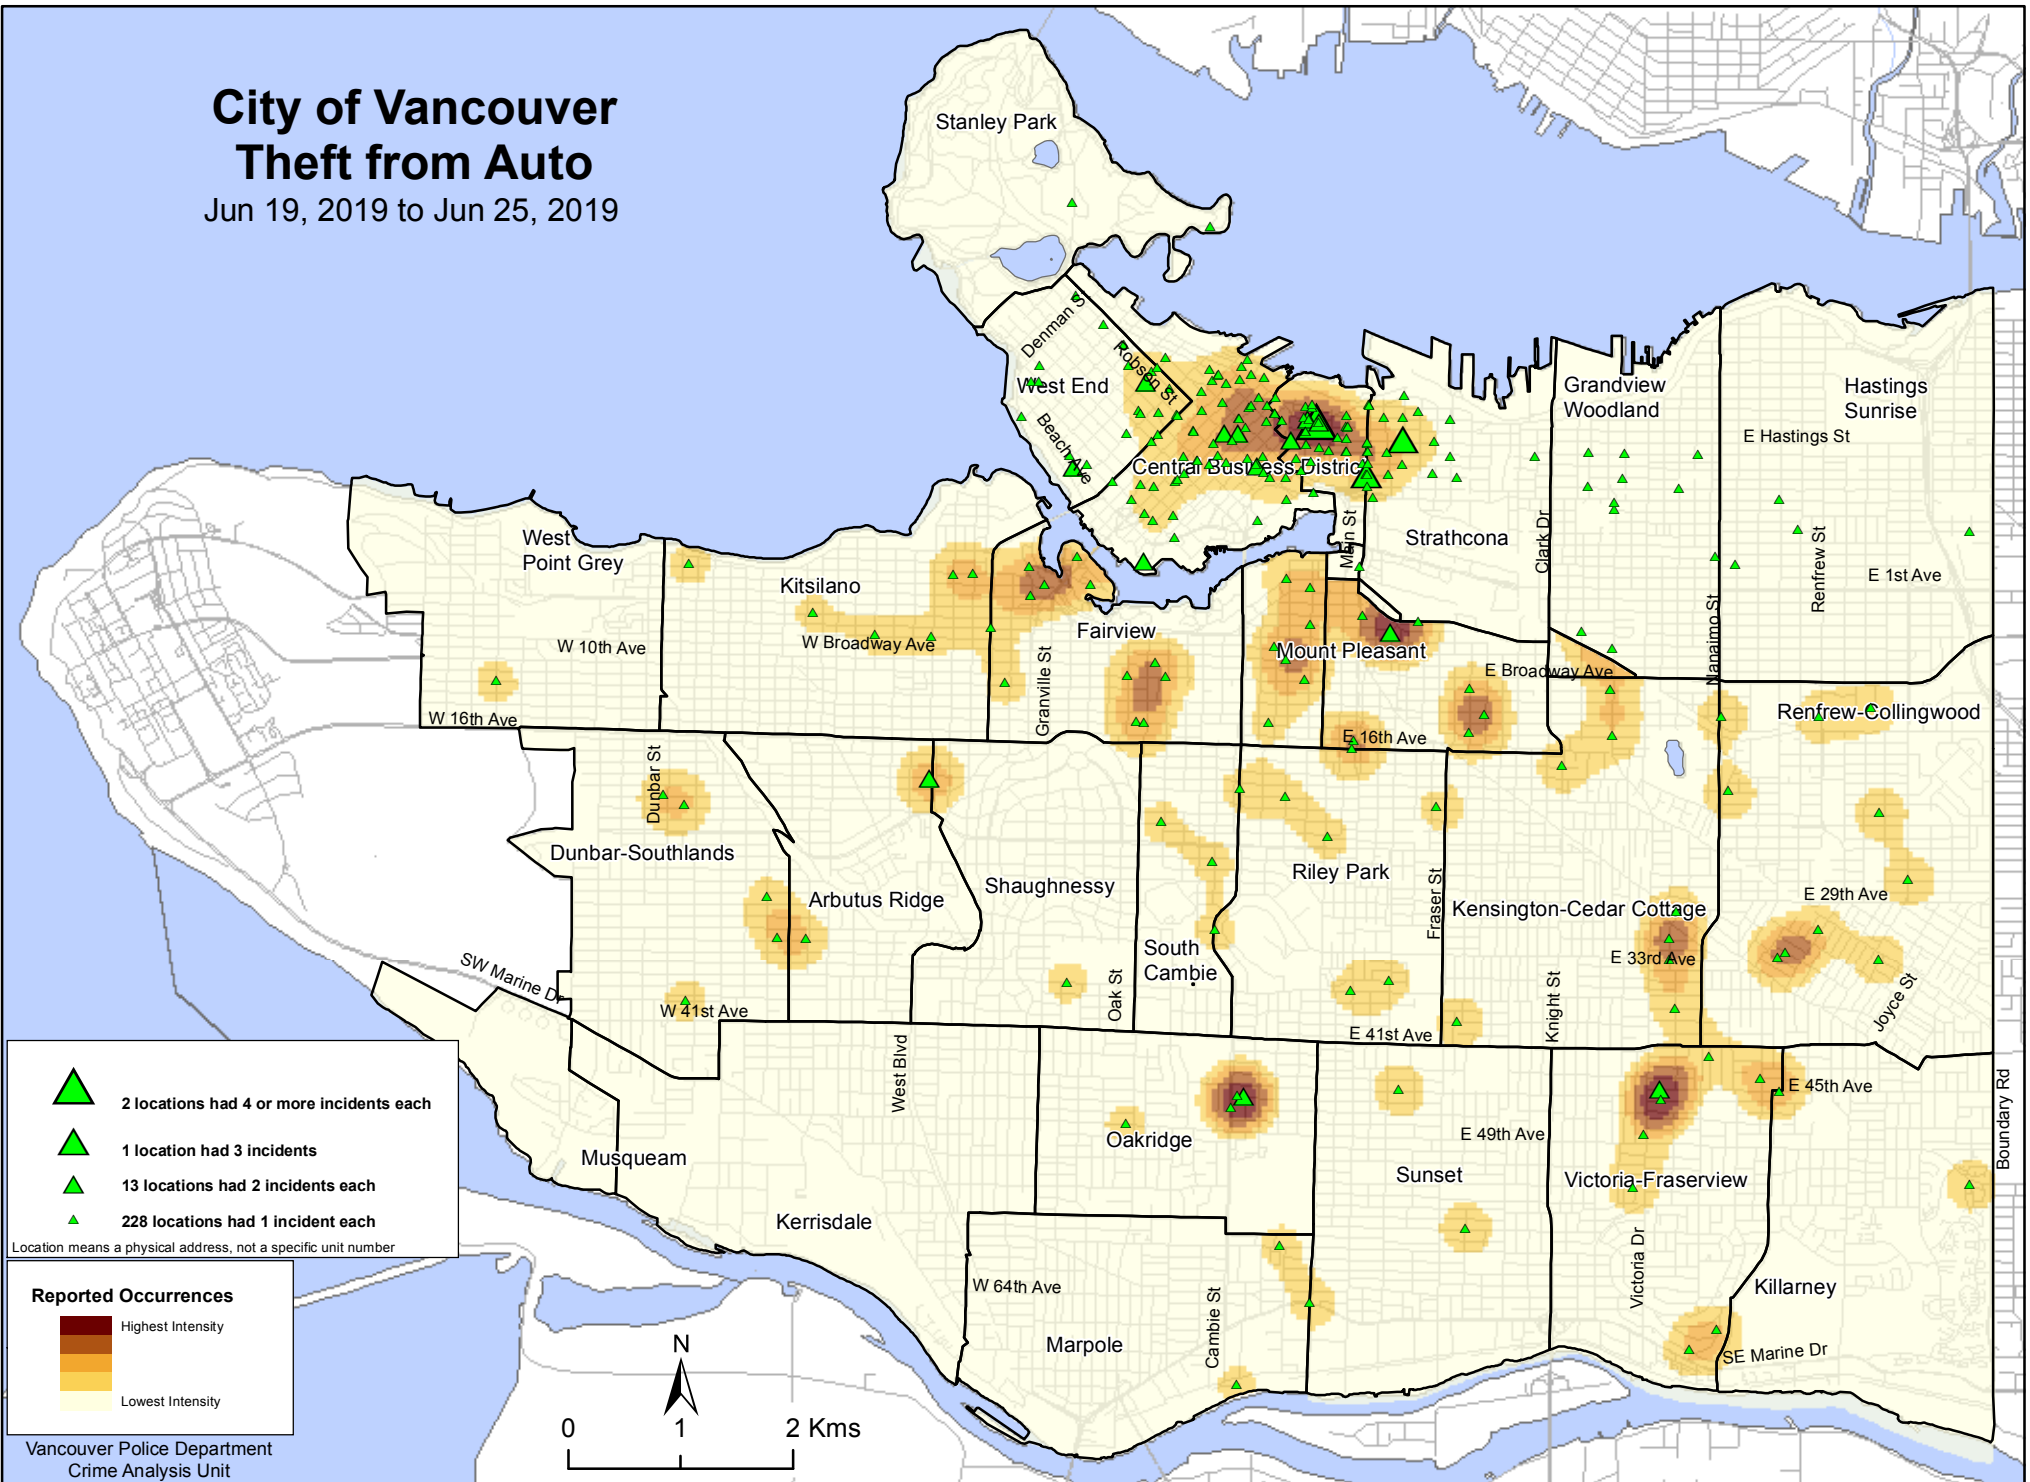 City of Vancouver
Theft from Auto
Jun 19, 2019 to Jun 25, 2019
Stanley Park
Denman S
Robson St
West End
Beach Ave
Central Business District
Grandview
Woodland
Hastings
Sunrise
E Hastings St
West
Point Grey
Kitsilano
Main St
Strathcona
Clark Dr
Renfrew St
E 1st Ave
W 10th Ave
W Broadway Ave
Fairview
Granville St
Mount Pleasant
E Broadway Ave
Nanaimo St
W 16th Ave
E 16th Ave
Renfrew-Collingwood
Dunbar St
Dunbar-Southlands
Arbutus Ridge
Shaughnessy
Riley Park
Fraser St
Kensington-Cedar Cottage
E 29th Ave
South
Cambie
E 33rd Ave
SW Marine Dr
W 41st Ave
Oak St
E 41st Ave
Knight St
Joyce St
West Blvd
E 45th Ave
Boundary Rd
Oakridge
E 49th Ave
Sunset
Victoria-Fraserview
Musqueam
Kerrisdale
W 64th Ave
Cambie St
Victoria Dr
Killarney
Marpole
SE Marine Dr
2 locations had 4 or more incidents each
1 location had 3 incidents
13 locations had 2 incidents each
228 locations had 1 incident each
Location means a physical address, not a specific unit number
Reported Occurrences
Highest Intensity
Lowest Intensity
N
0 1 2 Kms
Vancouver Police Department
Crime Analysis Unit